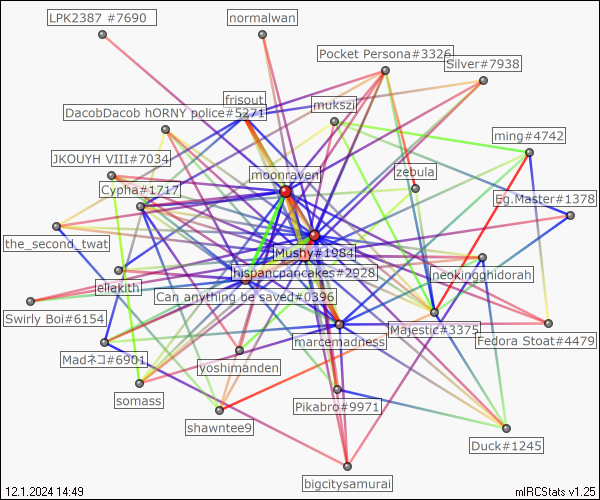 LPK2387 #7690
normalwan
Pocket Persona#3326
Silver#7938
frisout
mukszi
DacobDacob hORNY police#5271
ming#4742
JKOUYH VIII#7034
moonraven
zebula
Cypha#1717
Eg.Master#1378
the_second_twat
Mushy#1984
hispancpancakes#2928
neokingghidorah
eliakith
Can anything be saved#0396
Swirly Boi#6154
Majestic#3375
marcemadness
Fedora Stoat#4479
Madネコ#6901
yoshimanden
somass
Pikabro#9971
shawntee9
Duck#1245
bigcitysamurai
12.1.2024 14:49
mIRCStats v1.25